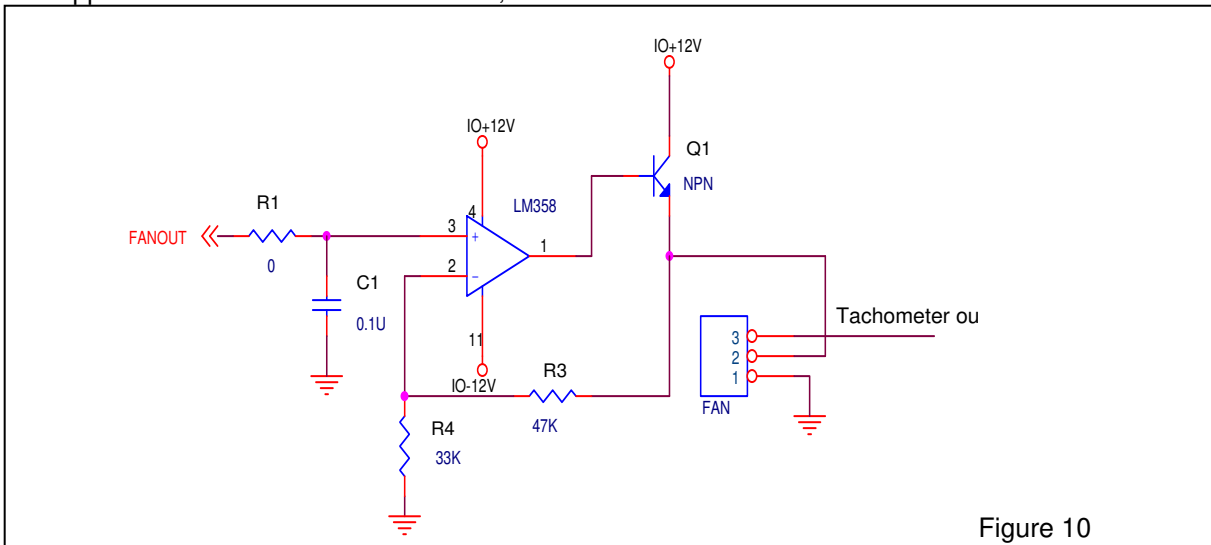 IO+12V
Q1
NPN
IO+12V
4
LM358
R1
FANOUT
0
3
+
1
2
-
C1
0.1U
11
IO-12V
R3
47K
R4
33K
Tachometer ou
3
2
1
FAN
Figure 10